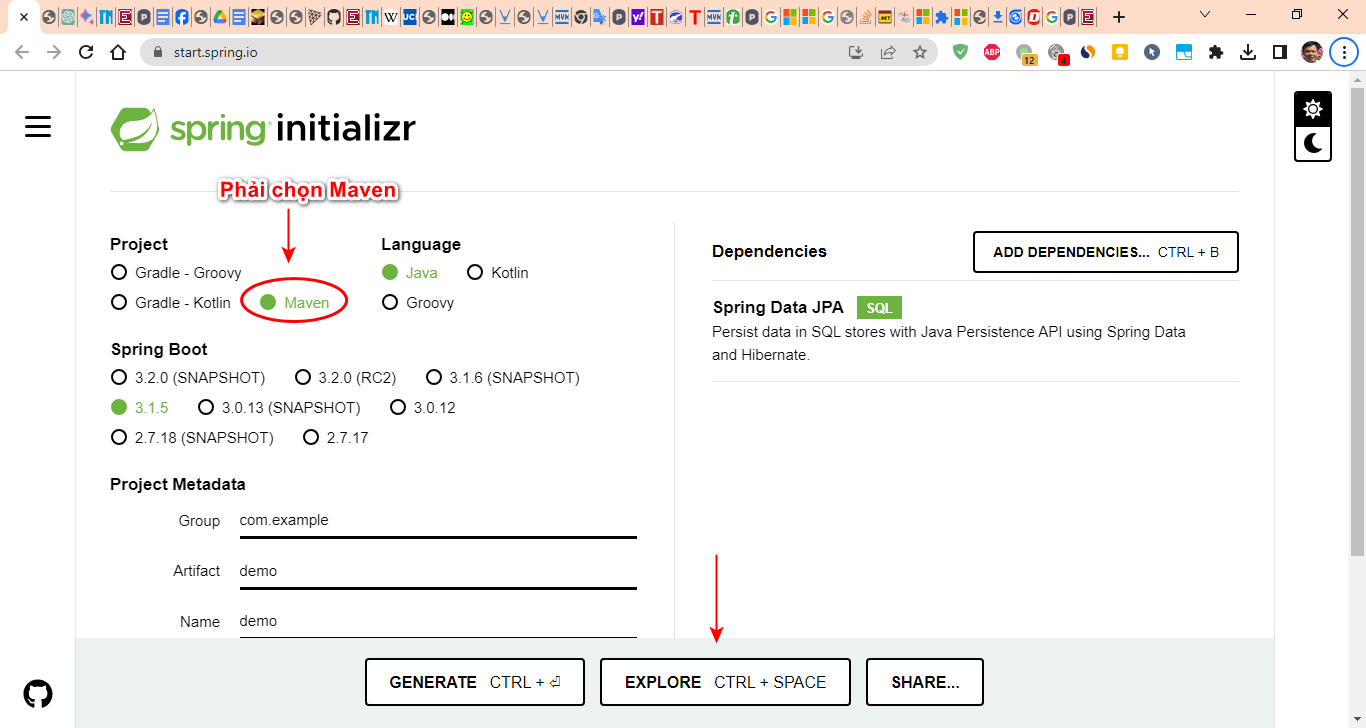 start.spring.io
12
4
spring initializr
Phải chọn Maven
Project
Gradle - Groovy
Gradle - Kotlin Maven
Language
Java Kotlin
Groovy
Spring Boot
3.2.0 (SNAPSHOT) 3.2.0 (RC2) 3.1.6 (SNAPSHOT)
3.1.5 3.0.13 (SNAPSHOT) 3.0.12
2.7.18 (SNAPSHOT) 2.7.17
Project Metadata
Group com.example
Artifact demo
Name demo
Dependencies
ADD DEPENDENCIES... CTRL + B
Spring Data JPA SQL
Persist data in SQL stores with Java Persistence API using Spring Data
and Hibernate.
GENERATE CTRL + ⏎
EXPLORE CTRL + SPACE
SHARE...